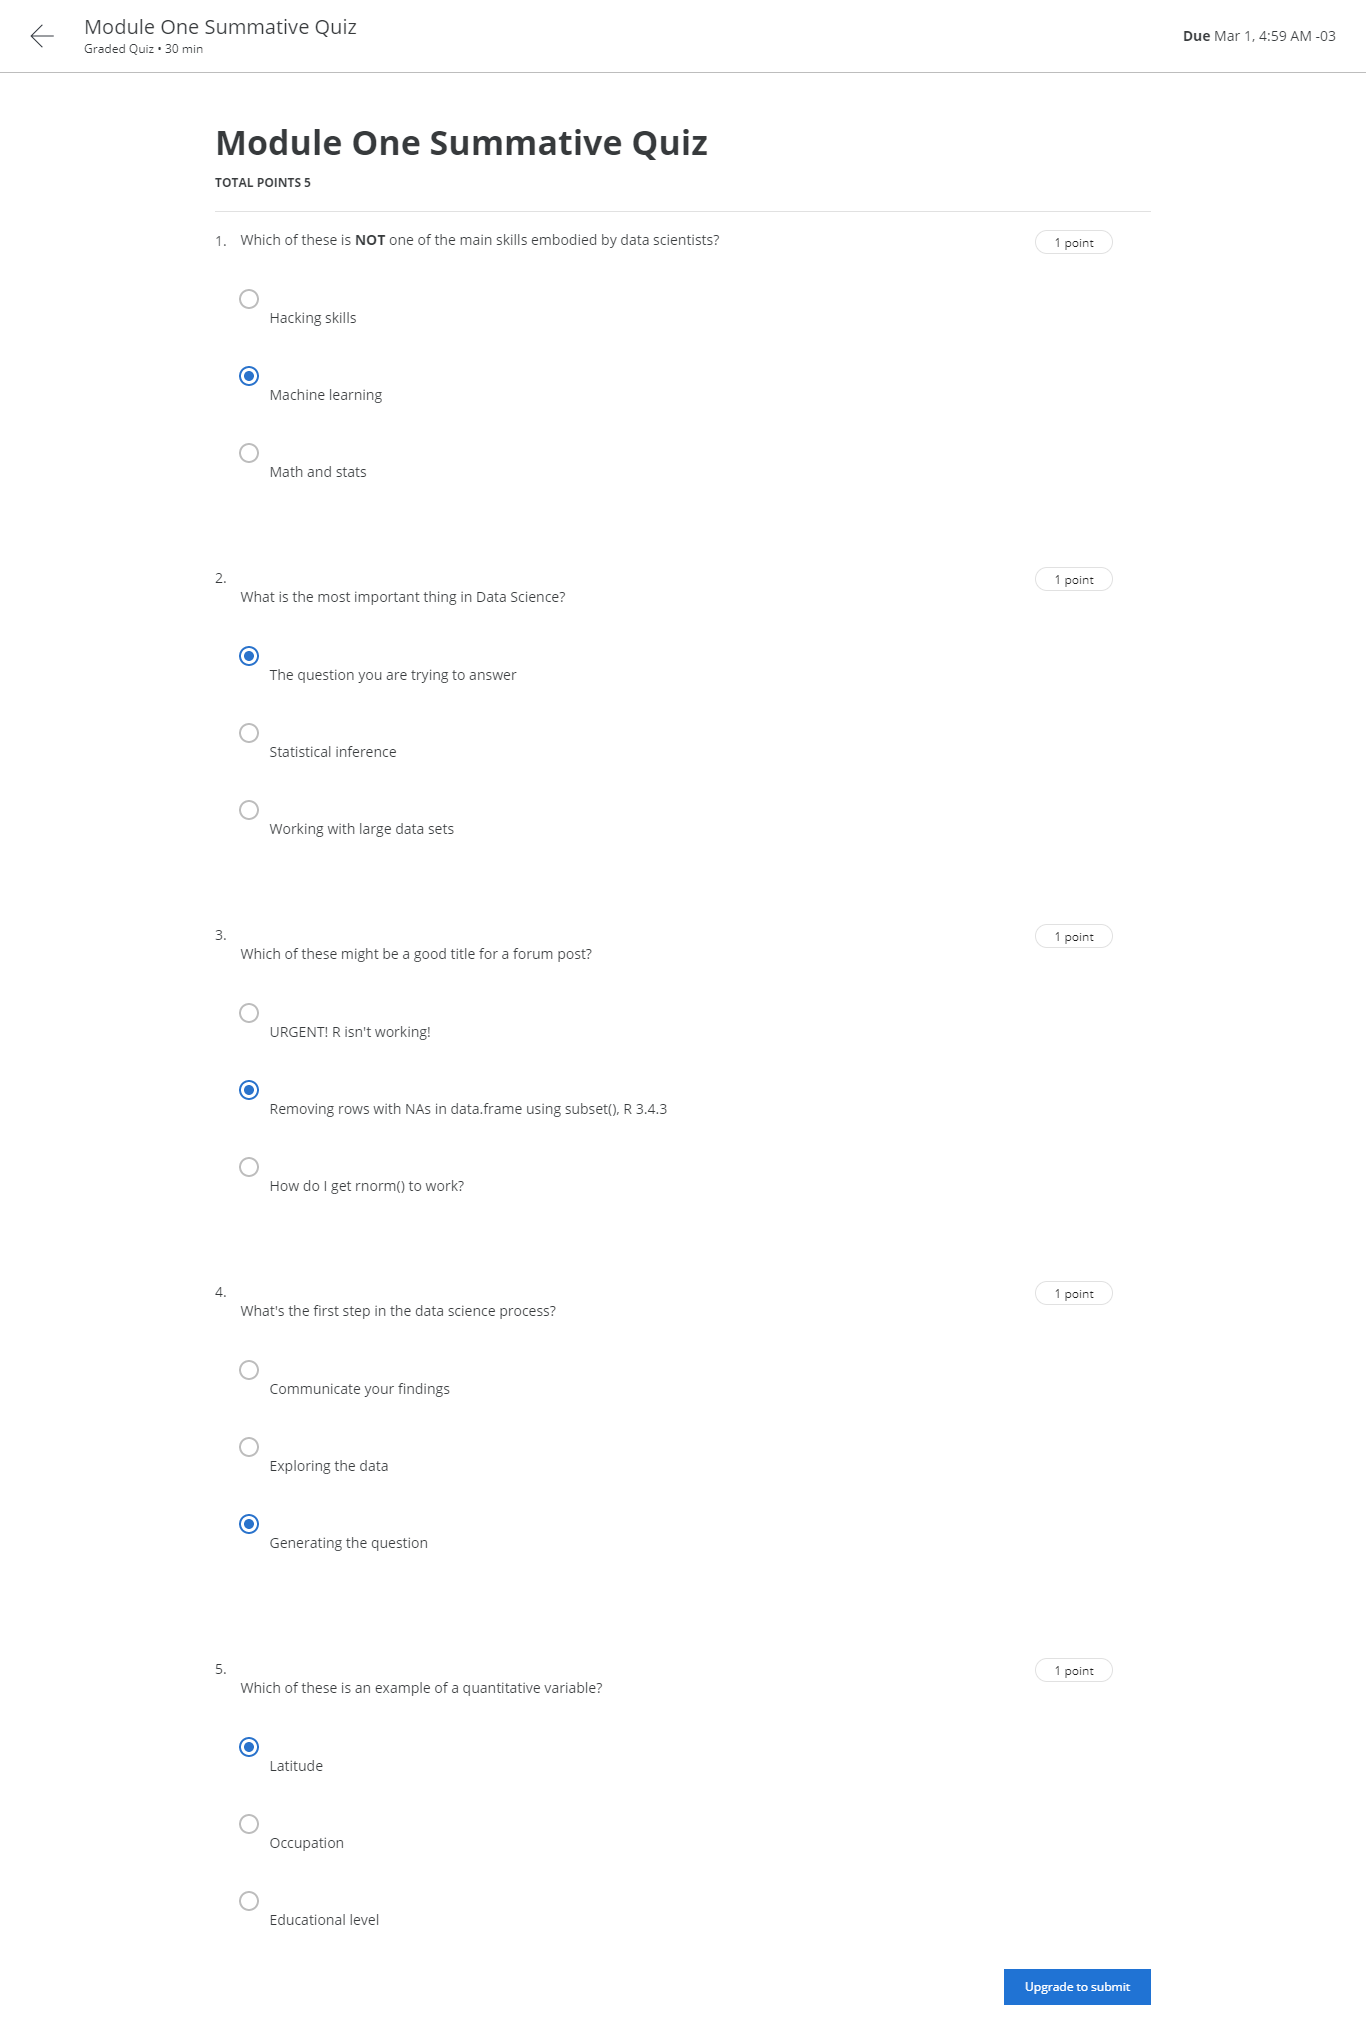 Module One Summative Quiz
Graded Quiz • 30 min
Due Mar 1, 4:59 AM -03
Module One Summative Quiz
TOTAL POINTS 5
1. Which of these is NOT one of the main skills embodied by data scientists?
1 point
Hacking skills
Machine learning
Math and stats
2.
1 point
What is the most important thing in Data Science?
The question you are trying to answer
Statistical inference
Working with large data sets
3.
1 point
Which of these might be a good title for a forum post?
URGENT! R isn't working!
Removing rows with NAs in data.frame using subset(), R 3.4.3
How do I get rnorm() to work?
4.
1 point
What's the first step in the data science process?
Communicate your findings
Exploring the data
Generating the question
5.
1 point
Which of these is an example of a quantitative variable?
Latitude
Occupation
Educational level
Upgrade to submit